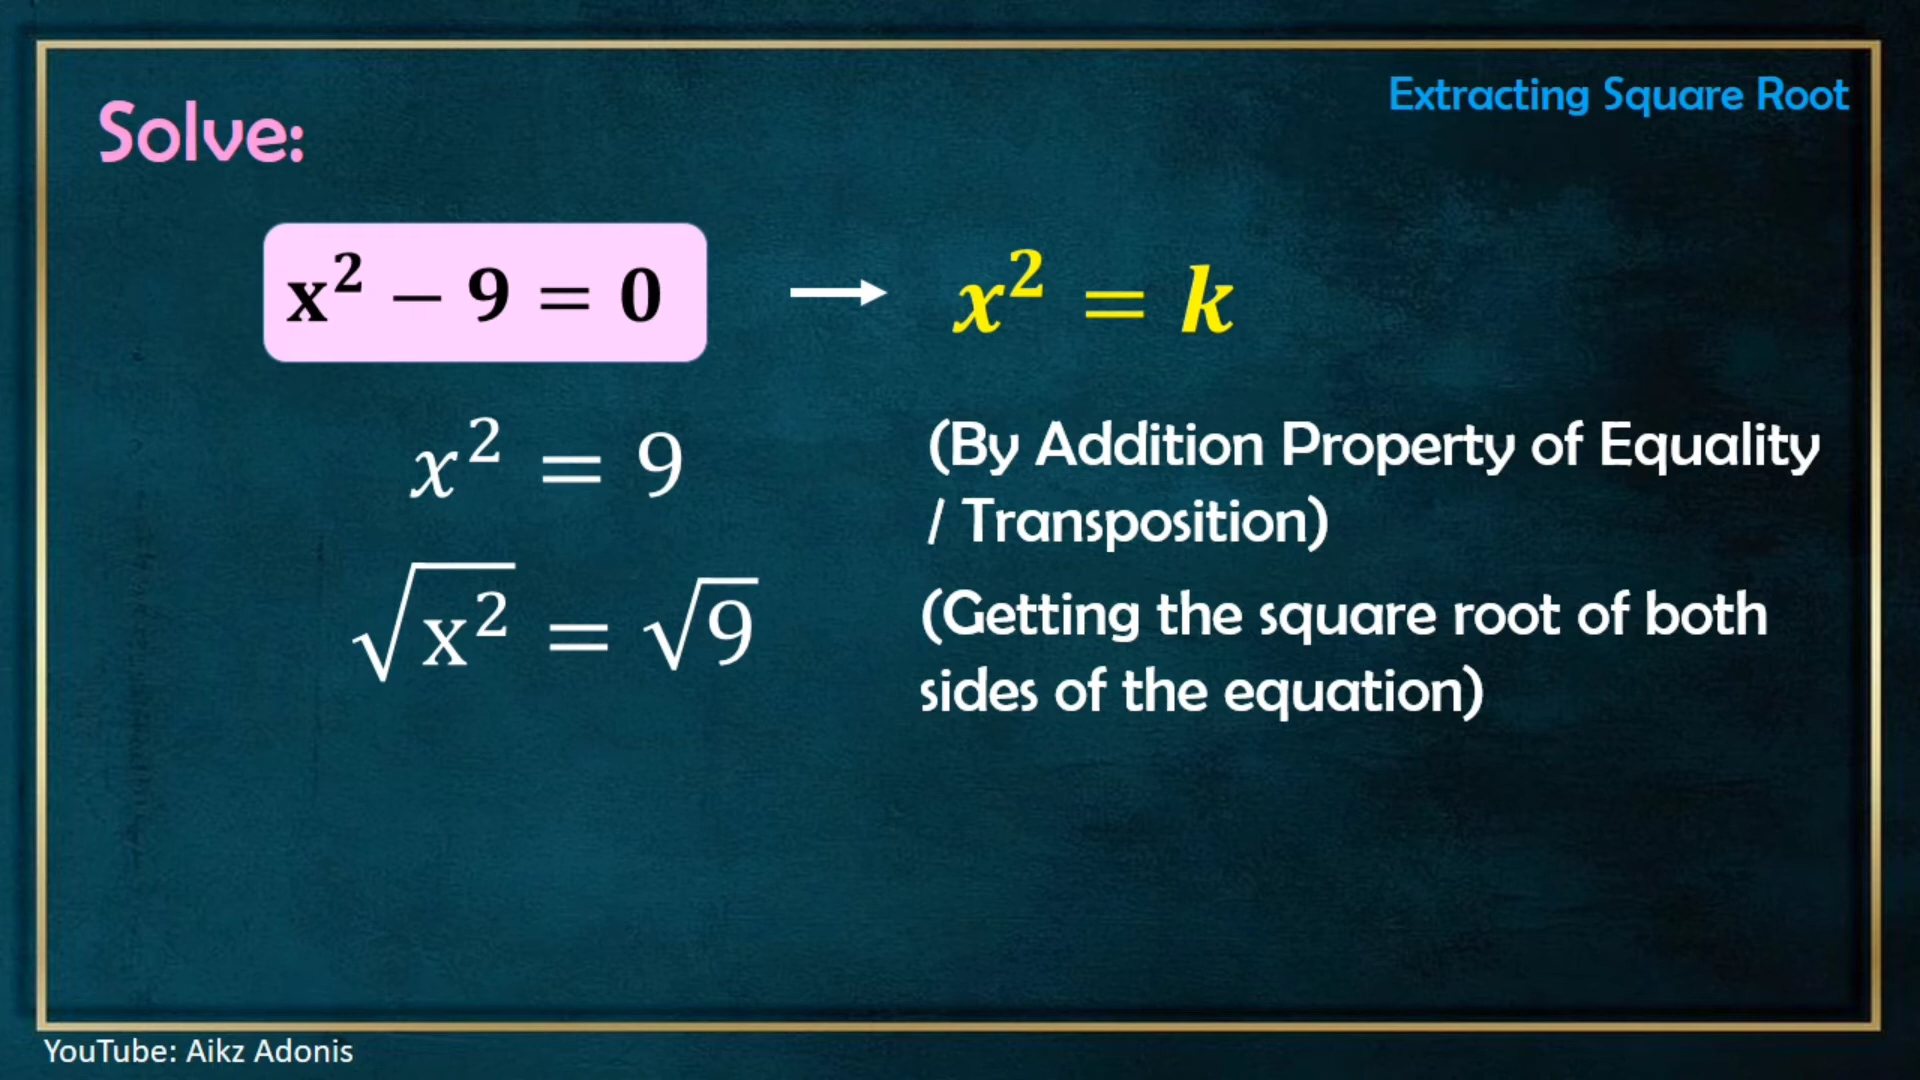 Extracting Square Root
Solve:
x² − 9 = 0 → x² = k
x² = 9
(By Addition Property of Equality
/ Transposition)
√x² = √9
(Getting the square root of both
sides of the equation)
YouTube: Aikz Adonis